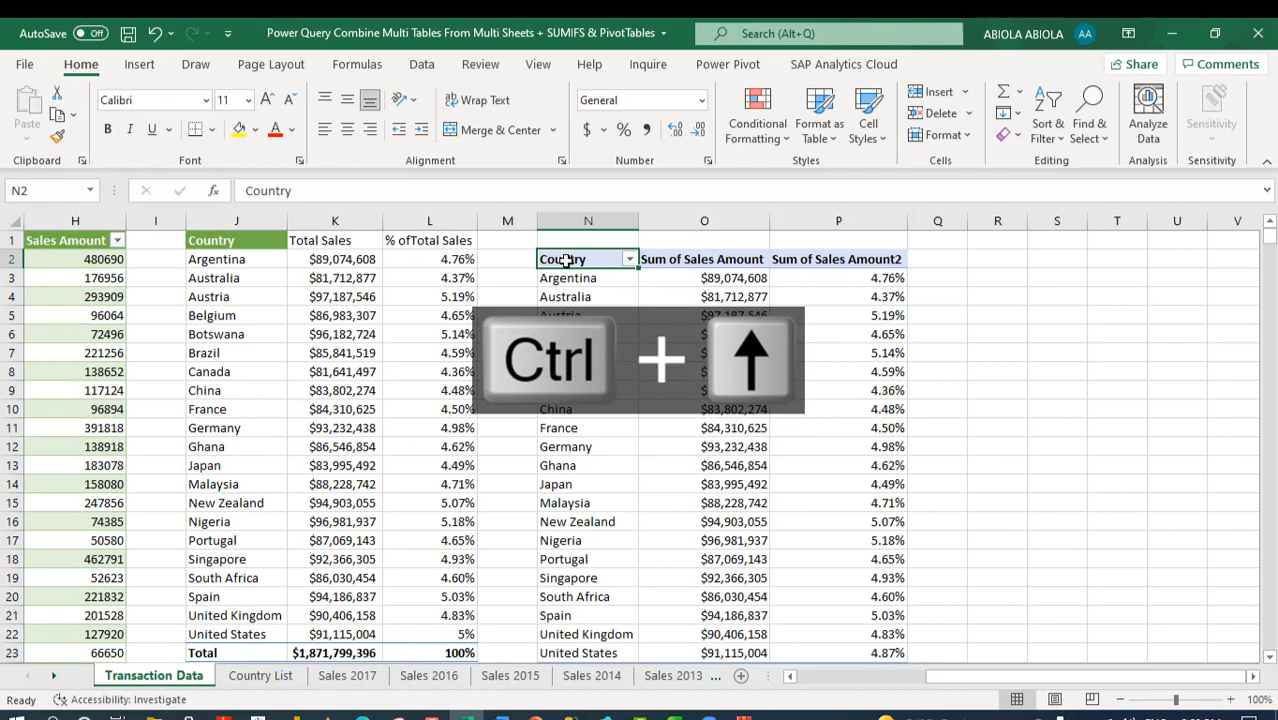 AutoSave Off Power Query Combine Multi Tables From Multi Sheets + SUMIFS & PivotTables Search (Alt+Q) ABIOLA ABIOLA AA
File Home Insert Draw Page Layout Formulas Data Review View Help Inquire Power Pivot SAP Analytics Cloud Share Comments
Calibri 11 A A Wrap Text General Insert
Paste B I U A Merge & Center $ % Conditional Formatting Format as Table Cell Styles Delete Format Sort & Filter Find & Select Analyze Data Sensitivity
Clipboard Font Alignment Number Styles Cells Editing Analysis Sensitivity
N2 fx Country
H I J K L M N O P Q R S T U V
1 Sales Amount Country Total Sales % ofTotal Sales
2 480690 Argentina $89,074,608 4.76% Country Sum of Sales Amount Sum of Sales Amount2
3 176956 Australia $81,712,877 4.37% Argentina $89,074,608 4.76%
4 293909 Austria $97,187,546 5.19% Australia $81,712,877 4.37%
5 96064 Belgium $86,983,307 4.65% Austria $97,187,546 5.19%
6 72496 Botswana $96,182,724 5.14% 4.65%
7 221256 Brazil $85,841,519 4.59% 5.14%
8 138652 Canada $81,641,497 4.36% 4.59%
9 117124 China $83,802,274 4.48% 4.36%
10 96894 France $84,310,625 4.50% China $83,802,274 4.48%
11 391818 Germany $93,232,438 4.98% France $84,310,625 4.50%
12 138918 Ghana $86,546,854 4.62% Germany $93,232,438 4.98%
13 183078 Japan $83,995,492 4.49% Ghana $86,546,854 4.62%
14 158080 Malaysia $88,228,742 4.71% Japan $83,995,492 4.49%
15 247856 New Zealand $94,903,055 5.07% Malaysia $88,228,742 4.71%
16 74385 Nigeria $96,981,937 5.18% New Zealand $94,903,055 5.07%
17 50580 Portugal $87,069,143 4.65% Nigeria $96,981,937 5.18%
18 462791 Singapore $92,366,305 4.93% Portugal $87,069,143 4.65%
19 52623 South Africa $86,030,454 4.60% Singapore $92,366,305 4.93%
20 221832 Spain $94,186,837 5.03% South Africa $86,030,454 4.60%
21 201528 United Kingdom $90,406,158 4.83% Spain $94,186,837 5.03%
22 127920 United States $91,115,004 5% United Kingdom $90,406,158 4.83%
23 66650 Total $1,871,799,396 100% United States $91,115,004 4.87%
Ctrl + ↑
Transaction Data Country List Sales 2017 Sales 2016 Sales 2015 Sales 2014 Sales 2013 ...
Ready Accessibility: Investigate 100%